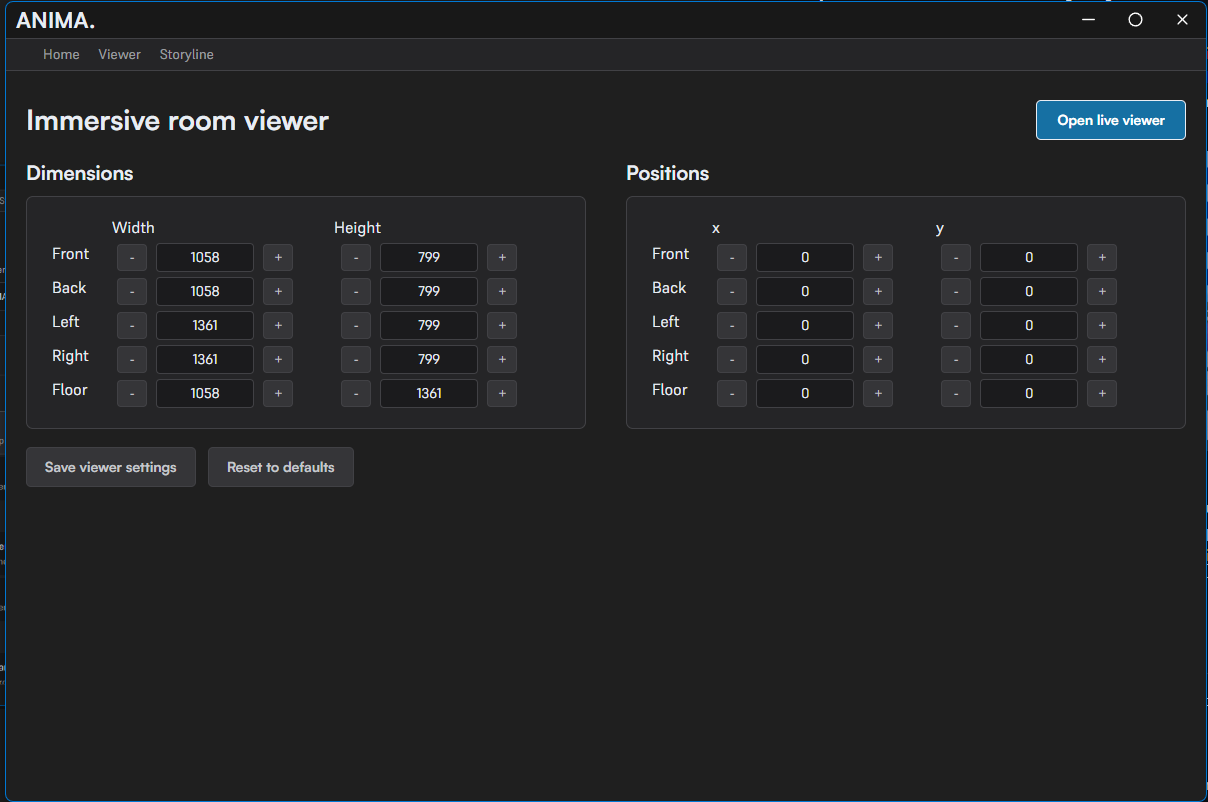 ANIMA.
Home Viewer Storyline
Immersive room viewer
Open live viewer
Dimensions
Width Height
Front - 1058 + - 799 +
Back - 1058 + - 799 +
Left - 1361 + - 799 +
Right - 1361 + - 799 +
Floor - 1058 + - 1361 +
Positions
x y
Front - 0 + - 0 +
Back - 0 + - 0 +
Left - 0 + - 0 +
Right - 0 + - 0 +
Floor - 0 + - 0 +
Save viewer settings Reset to defaults